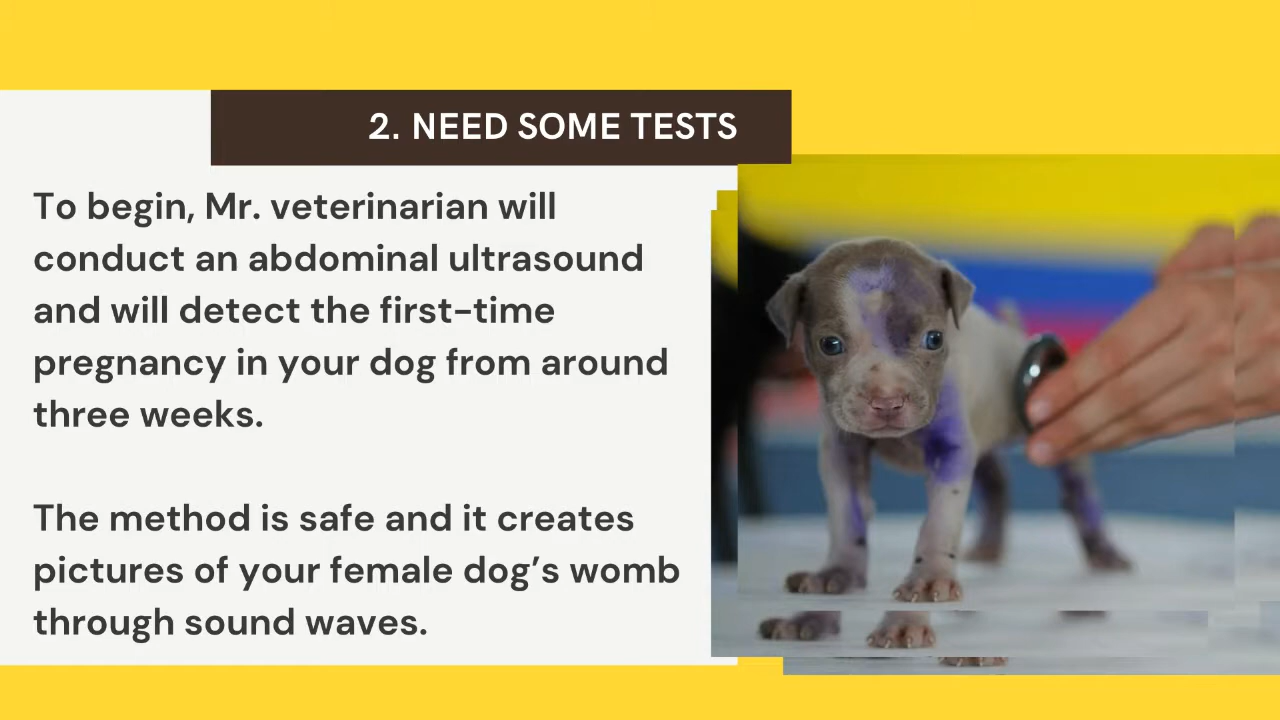 2. NEED SOME TESTS
To begin, Mr. veterinarian will
conduct an abdominal ultrasound
and will detect the first-time
pregnancy in your dog from around
three weeks.
The method is safe and it creates
pictures of your female dog’s womb
through sound waves.